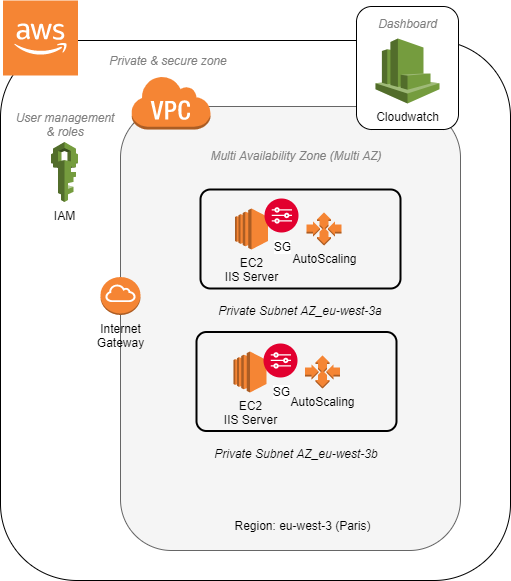 aws
Dashboard
Cloudwatch
Private & secure zone
VPC
User management
& roles
IAM
Multi Availability Zone (Multi AZ)
SG
AutoScaling
EC2
IIS Server
Private Subnet AZ_eu-west-3a
Internet
Gateway
SG
AutoScaling
EC2
IIS Server
Private Subnet AZ_eu-west-3b
Region: eu-west-3 (Paris)